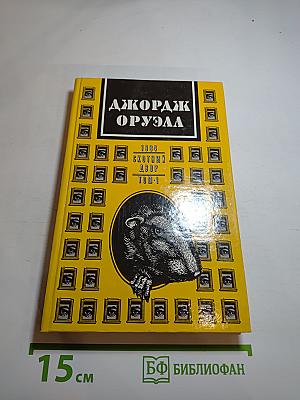 ДЖОРДЖ
ОРУЭЛЛ
1984
СКОТНЫЙ
ДВОР
ТОМ·1
15 см
БФ БИБЛИОФАН